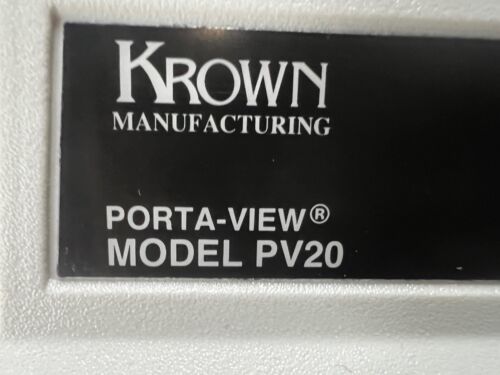 KROWN
MANUFACTURING
PORTA-VIEW®
MODEL PV20